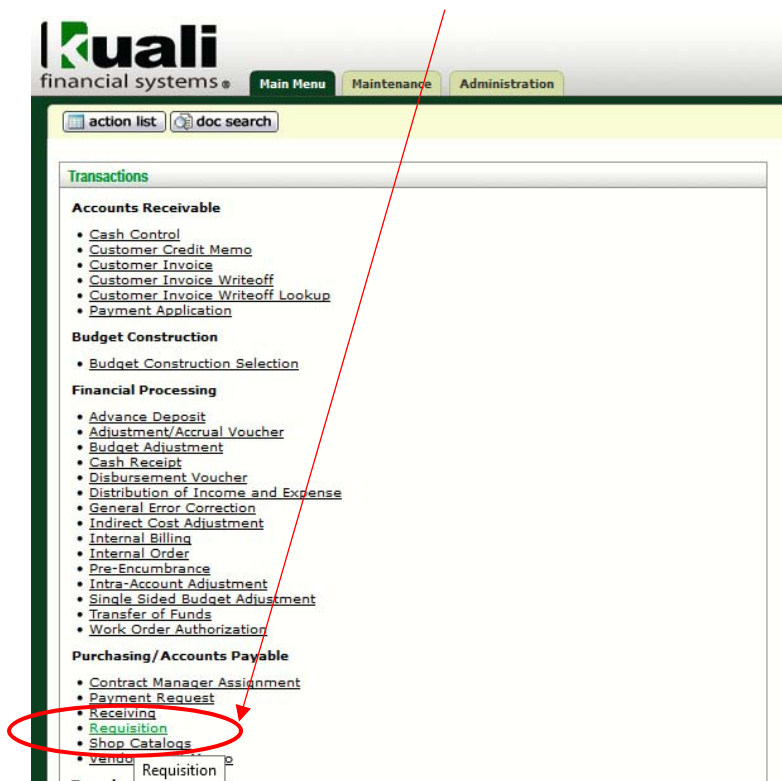 kuali
financial systems®
Main Menu Maintenance Administration
action list doc search
Transactions
Accounts Receivable
• Cash Control
• Customer Credit Memo
• Customer Invoice
• Customer Invoice Writeoff
• Customer Invoice Writeoff Lookup
• Payment Application
Budget Construction
• Budget Construction Selection
Financial Processing
• Advance Deposit
• Adjustment/Accrual Voucher
• Budget Adjustment
• Cash Receipt
• Disbursement Voucher
• Distribution of Income and Expense
• General Error Correction
• Indirect Cost Adjustment
• Internal Billing
• Internal Order
• Pre-Encumbrance
• Intra-Account Adjustment
• Single Sided Budget Adjustment
• Transfer of Funds
• Work Order Authorization
Purchasing/Accounts Payable
• Contract Manager Assignment
• Payment Request
• Receiving
• Requisition
• Shop Catalogs
Requisition